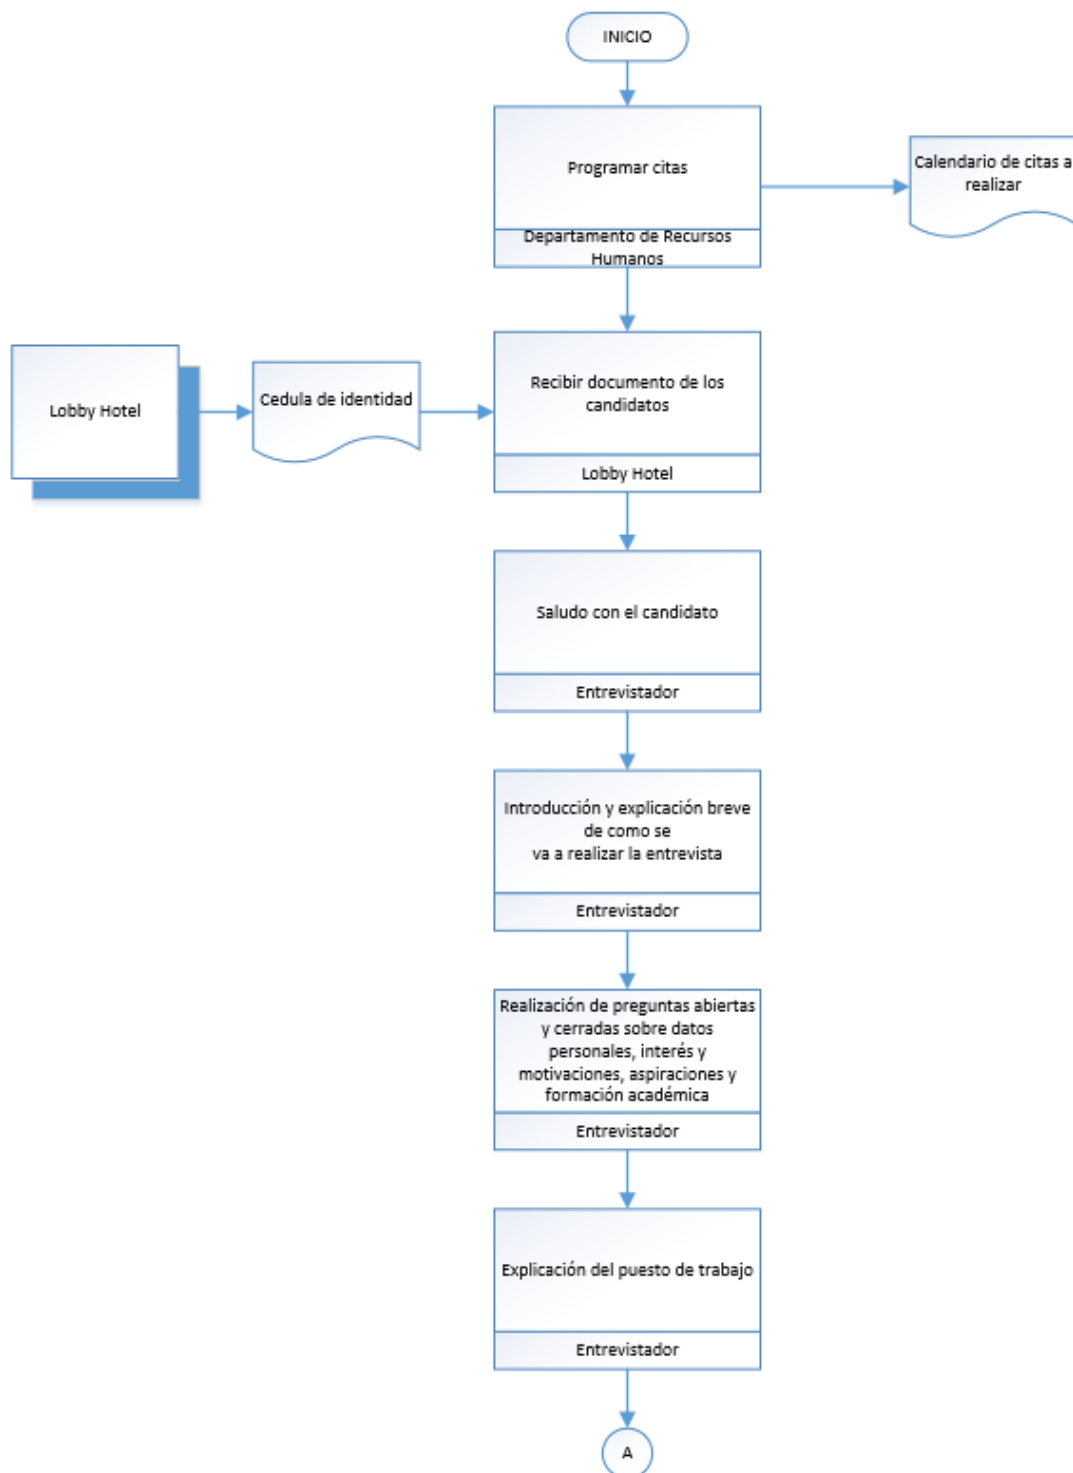 INICIO
Programar citas
Departamento de Recursos
Humanos
Calendario de citas a
realizar
Lobby Hotel
Cedula de identidad
Recibir documento de los
candidatos
Lobby Hotel
Saludo con el candidato
Entrevistador
Introducción y explicación breve
de como se
va a realizar la entrevista
Entrevistador
Realización de preguntas abiertas
y cerradas sobre datos
personales, interés y
motivaciones, aspiraciones y
formación académica
Entrevistador
Explicación del puesto de trabajo
Entrevistador
A